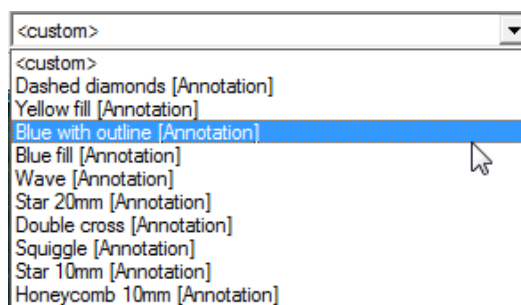 <custom>
<custom>
Dashed diamonds [Annotation]
Yellow fill [Annotation]
Blue with outline [Annotation]
Blue fill [Annotation]
Wave [Annotation]
Star 20mm [Annotation]
Double cross [Annotation]
Squiggle [Annotation]
Star 10mm [Annotation]
Honeycomb 10mm [Annotation]